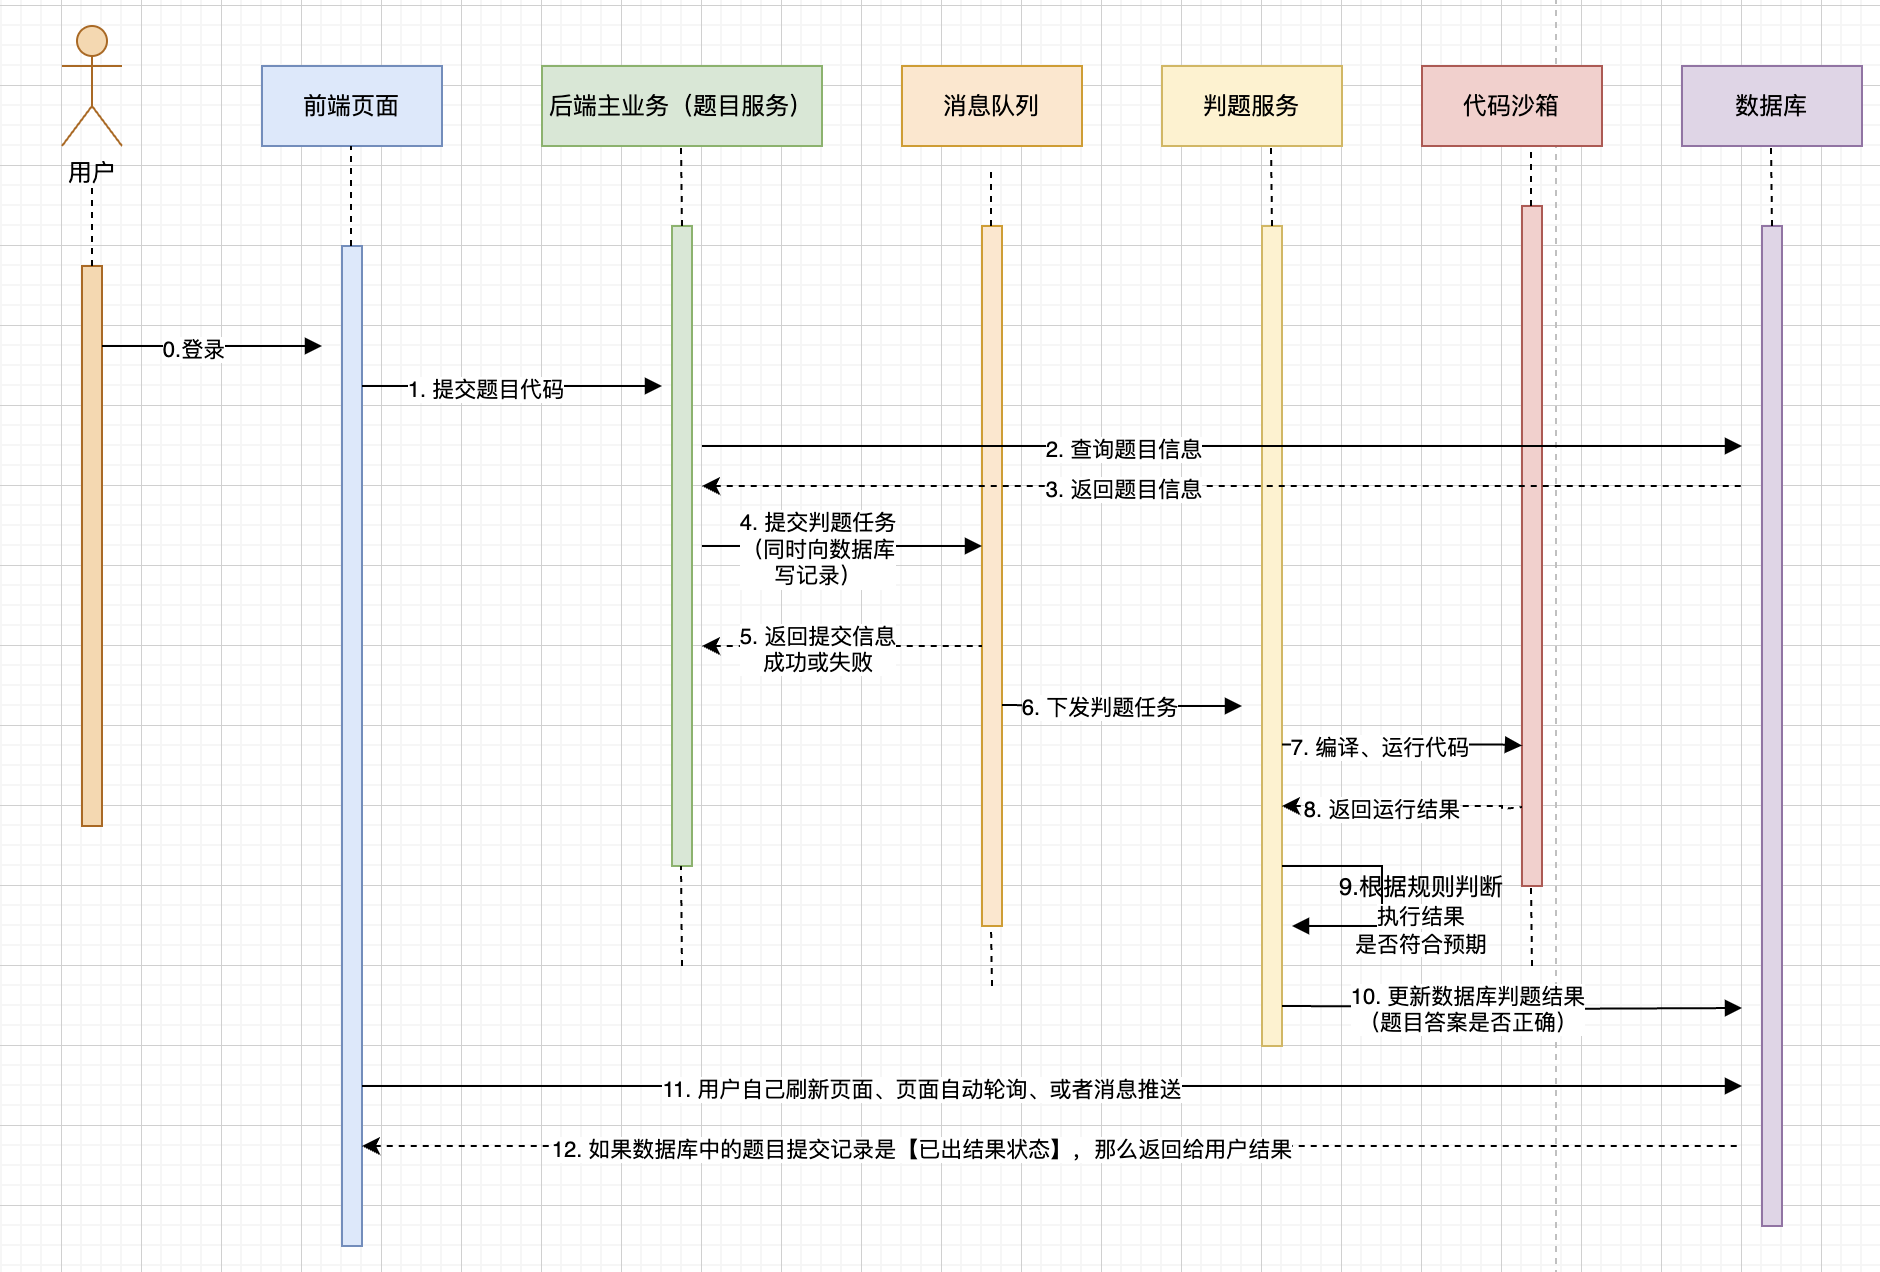 用户
前端页面
后端主业务（题目服务）
消息队列
判题服务
代码沙箱
数据库
0.登录
1. 提交题目代码
2. 查询题目信息
3. 返回题目信息
4. 提交判题任务
（同时向数据库
写记录）
5. 返回提交信息
成功或失败
6. 下发判题任务
7. 编译、运行代码
8. 返回运行结果
9.根据规则判断
执行结果
是否符合预期
10. 更新数据库判题结果
（题目答案是否正确）
11. 用户自己刷新页面、页面自动轮询、或者消息推送
12. 如果数据库中的题目提交记录是【已出结果状态】，那么返回给用户结果